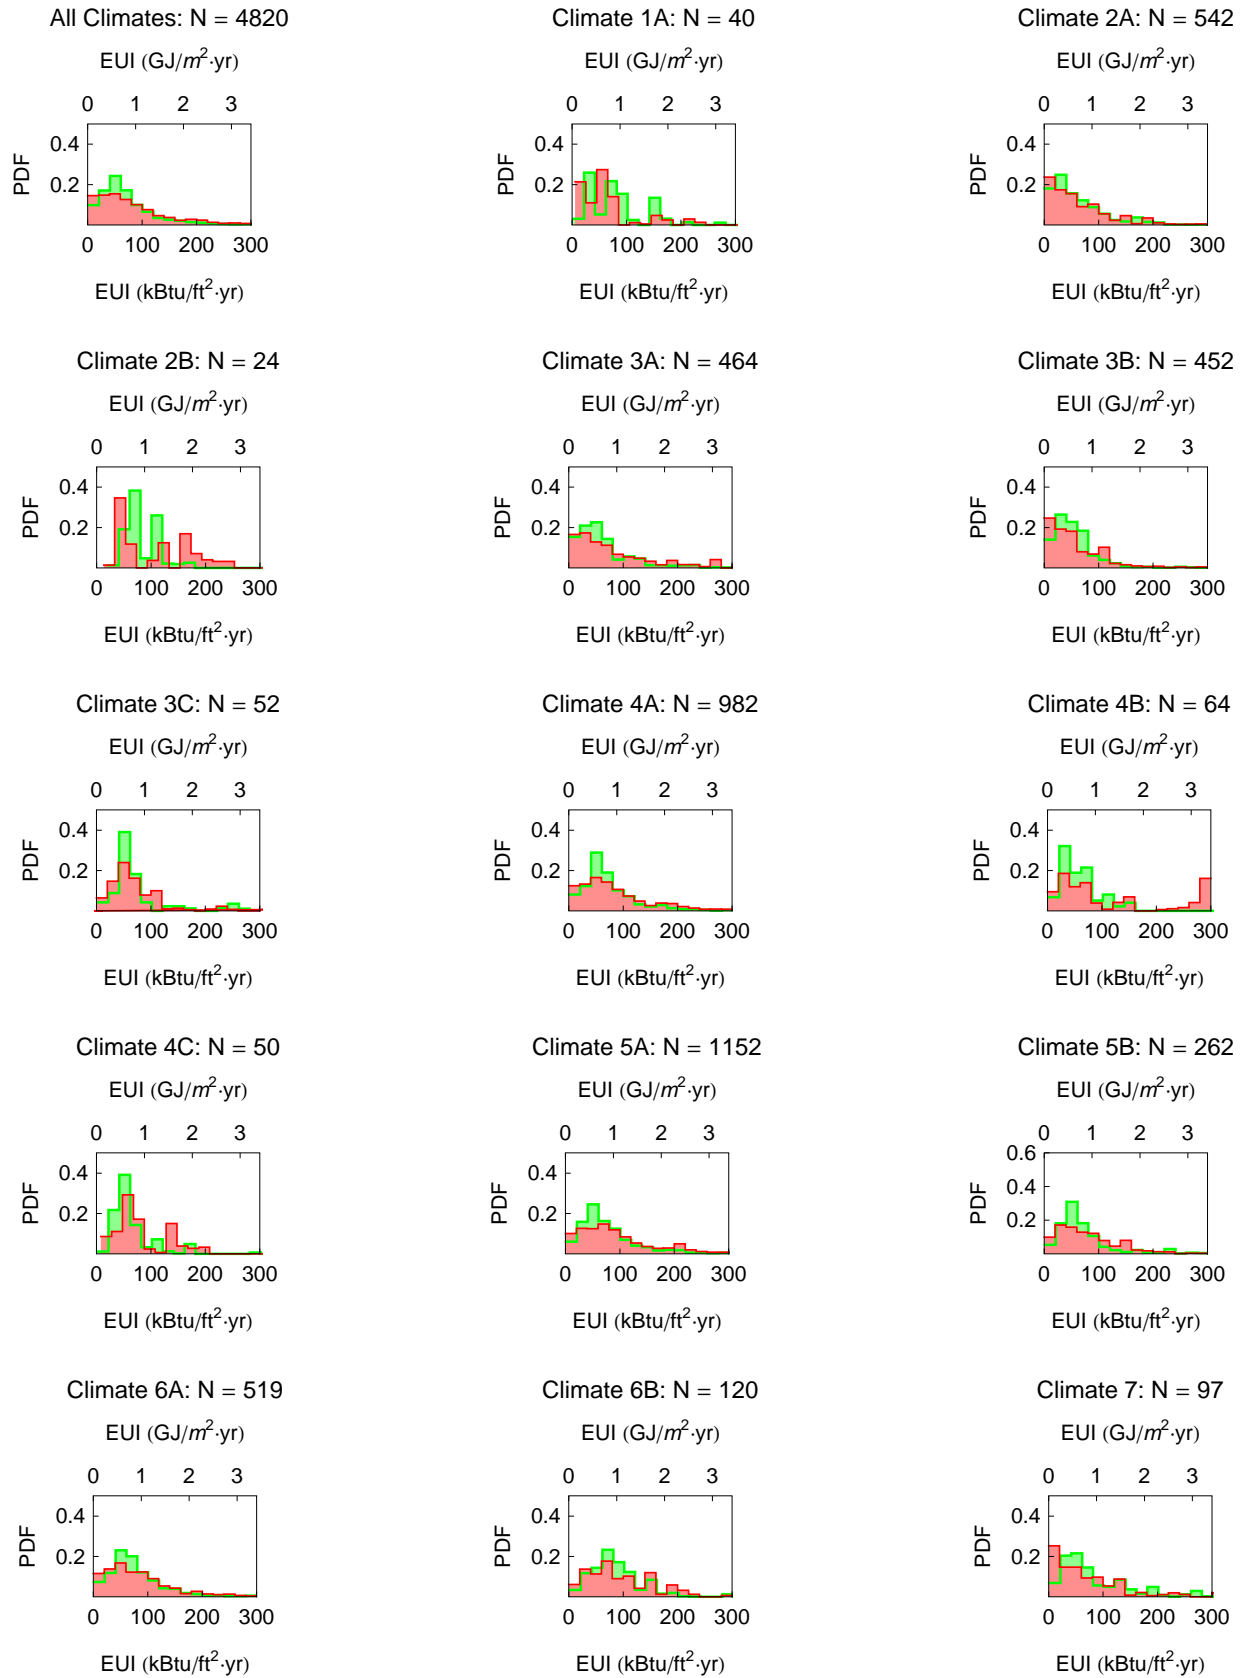 All Climates: N = 4820
EUI (GJ/m²·yr)
0 1 2 3
0.4
0.2
PDF
0 100 200 300
EUI (kBtu/ft²·yr)
Climate 1A: N = 40
EUI (GJ/m²·yr)
0 1 2 3
0.4
0.2
PDF
0 100 200 300
EUI (kBtu/ft²·yr)
Climate 2A: N = 542
EUI (GJ/m²·yr)
0 1 2 3
0.4
0.2
PDF
0 100 200 300
EUI (kBtu/ft²·yr)
Climate 2B: N = 24
EUI (GJ/m²·yr)
0 1 2 3
0.4
0.2
PDF
0 100 200 300
EUI (kBtu/ft²·yr)
Climate 3A: N = 464
EUI (GJ/m²·yr)
0 1 2 3
0.4
0.2
PDF
0 100 200 300
EUI (kBtu/ft²·yr)
Climate 3B: N = 452
EUI (GJ/m²·yr)
0 1 2 3
0.4
0.2
PDF
0 100 200 300
EUI (kBtu/ft²·yr)
Climate 3C: N = 52
EUI (GJ/m²·yr)
0 1 2 3
0.4
0.2
PDF
0 100 200 300
EUI (kBtu/ft²·yr)
Climate 4A: N = 982
EUI (GJ/m²·yr)
0 1 2 3
0.4
0.2
PDF
0 100 200 300
EUI (kBtu/ft²·yr)
Climate 4B: N = 64
EUI (GJ/m²·yr)
0 1 2 3
0.4
0.2
PDF
0 100 200 300
EUI (kBtu/ft²·yr)
Climate 4C: N = 50
EUI (GJ/m²·yr)
0 1 2 3
0.4
0.2
PDF
0 100 200 300
EUI (kBtu/ft²·yr)
Climate 5A: N = 1152
EUI (GJ/m²·yr)
0 1 2 3
0.4
0.2
PDF
0 100 200 300
EUI (kBtu/ft²·yr)
Climate 5B: N = 262
EUI (GJ/m²·yr)
0 1 2 3
0.6
0.4
0.2
PDF
0 100 200 300
EUI (kBtu/ft²·yr)
Climate 6A: N = 519
EUI (GJ/m²·yr)
0 1 2 3
0.4
0.2
PDF
0 100 200 300
EUI (kBtu/ft²·yr)
Climate 6B: N = 120
EUI (GJ/m²·yr)
0 1 2 3
0.4
0.2
PDF
0 100 200 300
EUI (kBtu/ft²·yr)
Climate 7: N = 97
EUI (GJ/m²·yr)
0 1 2 3
0.4
0.2
PDF
0 100 200 300
EUI (kBtu/ft²·yr)